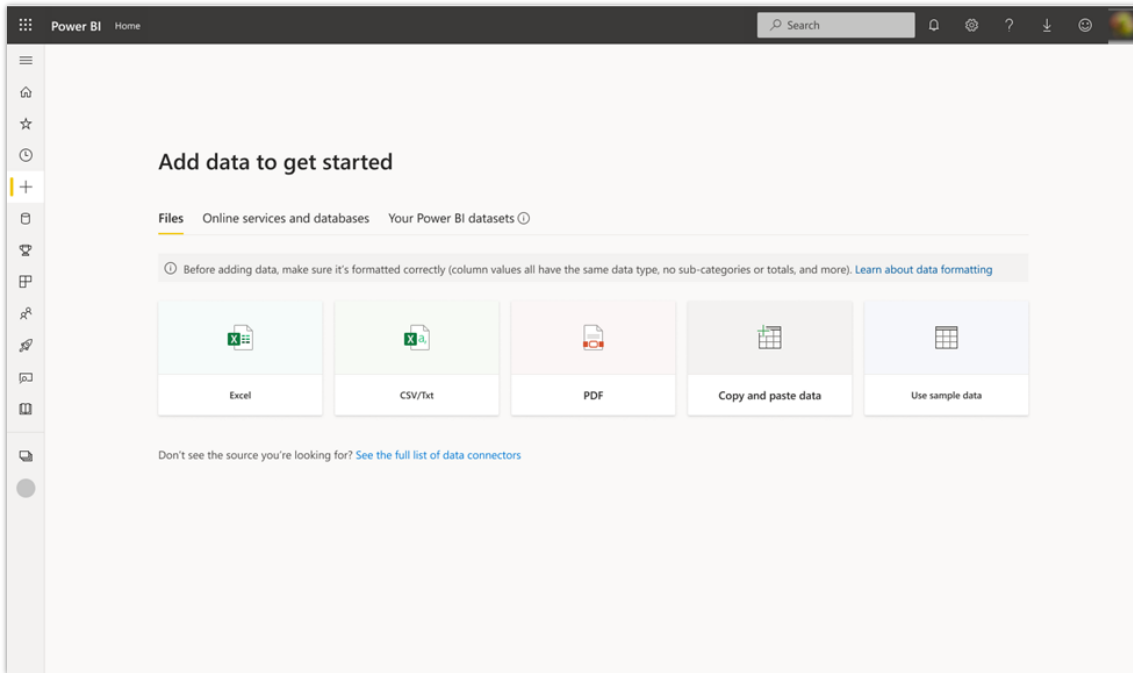 Power BI Home Search
Add data to get started
Files Online services and databases Your Power BI datasets
Before adding data, make sure it's formatted correctly (column values all have the same data type, no sub-categories or totals, and more). Learn about data formatting
Excel CSV/Txt PDF Copy and paste data Use sample data
Don't see the source you're looking for? See the full list of data connectors